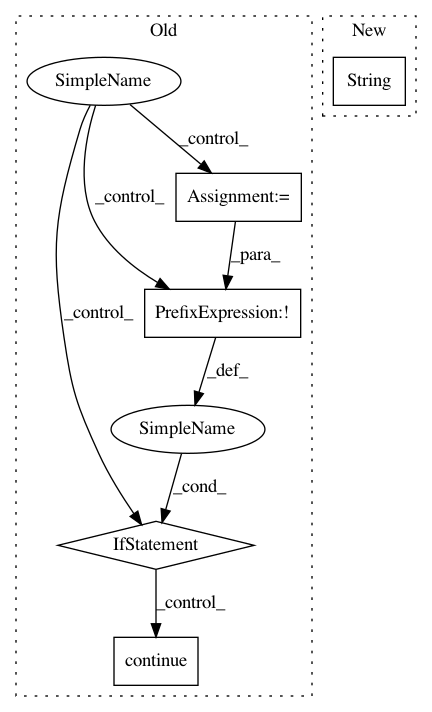 Old
New
SimpleName
String
_control_
Assignment:=
_control_
_para_
PrefixExpression:!
_control_
_def_
SimpleName
_cond_
IfStatement
_control_
continue